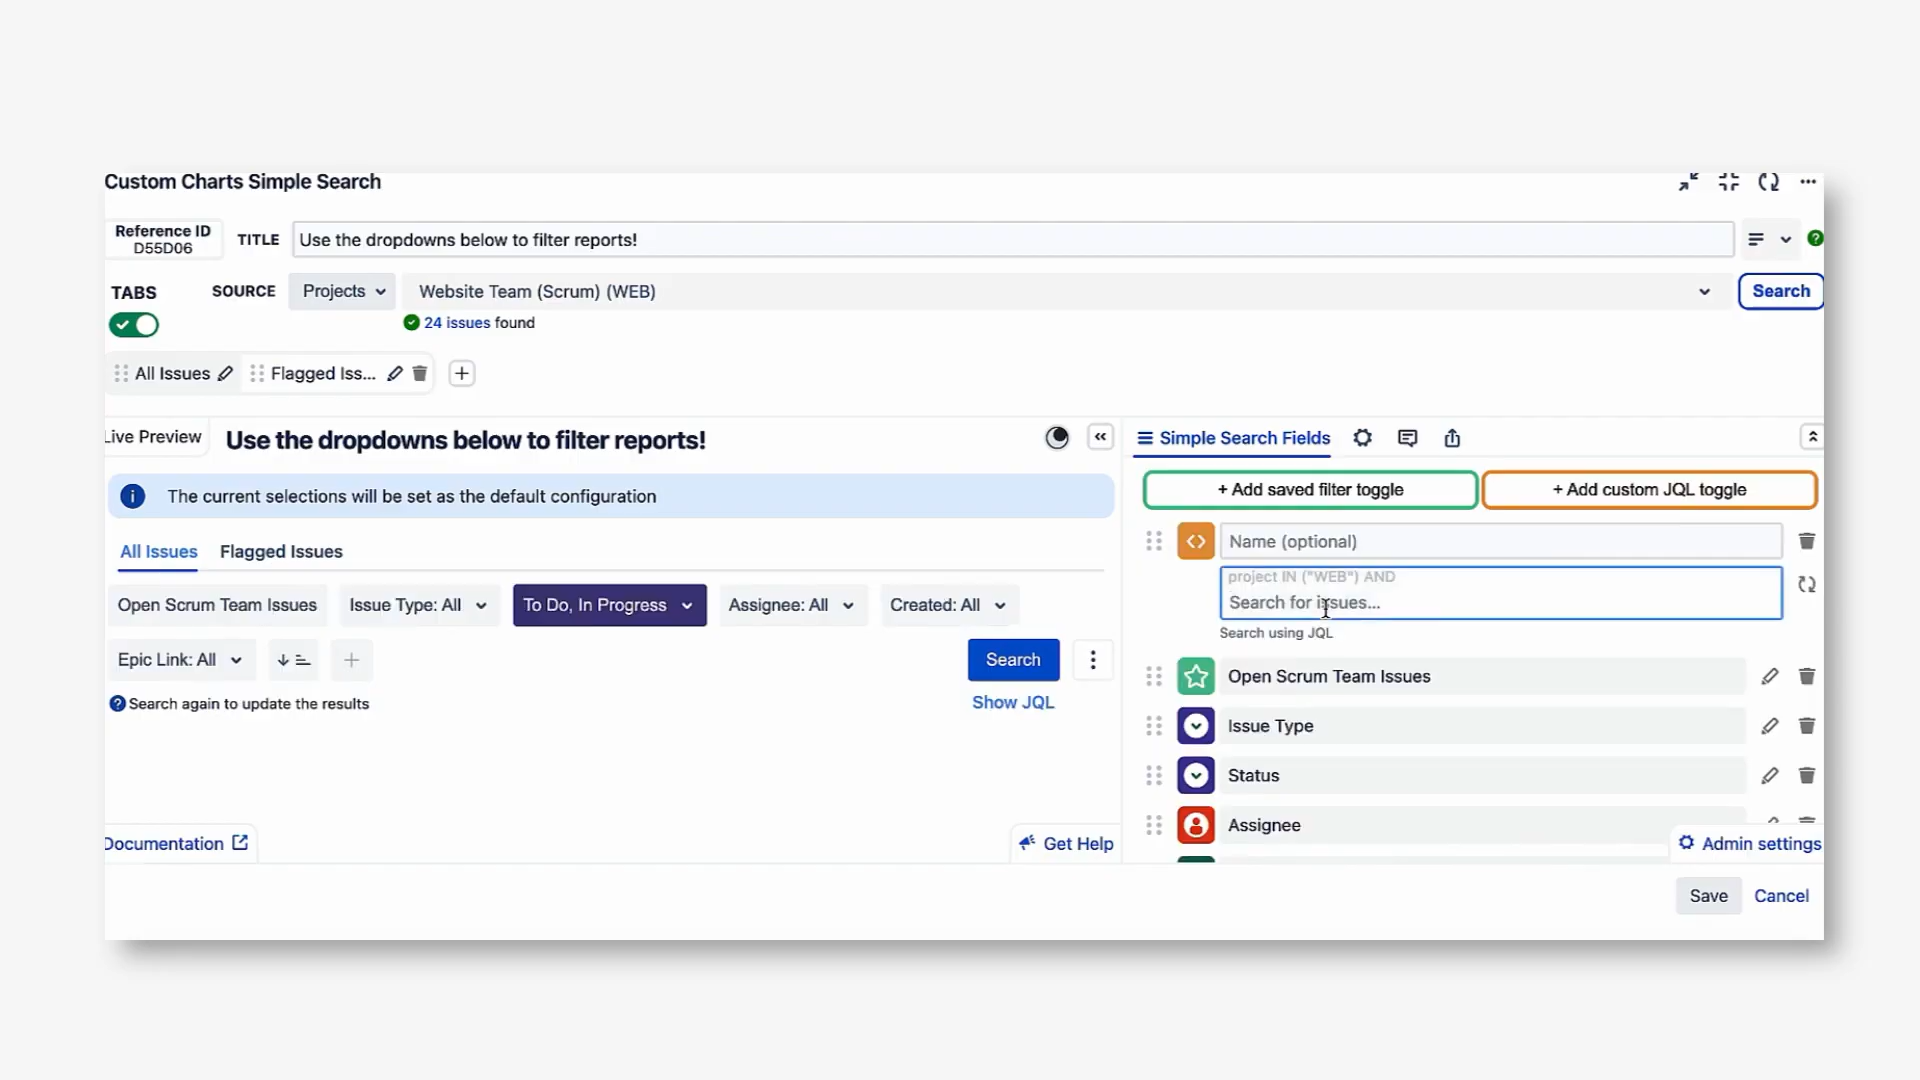 Custom Charts Simple Search
Reference ID
D55D06
TITLE
Use the dropdowns below to filter reports!
TABS
SOURCE
Projects
Website Team (Scrum) (WEB)
Search
24 issues found
All Issues
Flagged Iss...
Live Preview
Use the dropdowns below to filter reports!
The current selections will be set as the default configuration
All Issues
Flagged Issues
Open Scrum Team Issues
Issue Type: All
To Do, In Progress
Assignee: All
Created: All
Epic Link: All
Search
Search again to update the results
Show JQL
Documentation
Get Help
Simple Search Fields
+ Add saved filter toggle
+ Add custom JQL toggle
Name (optional)
project IN ("WEB") AND
Search for issues...
Search using JQL
Open Scrum Team Issues
Issue Type
Status
Assignee
Admin settings
Save
Cancel